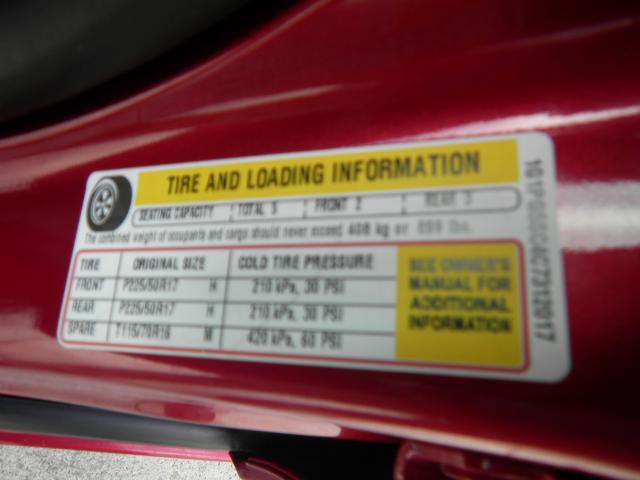 TIRE AND LOADING INFORMATION
SEATING CAPACITY TOTAL 5 FRONT 2 REAR 3
The combined weight of occupants and cargo should never exceed 408 kg or 899 lbs.
TIRE ORIGINAL SIZE COLD TIRE PRESSURE
FRONT P225/50R17 H 210 kPa, 30 PSI
REAR P225/50R17 H 210 kPa, 30 PSI
SPARE T115/70R16 M 420 kPa, 60 PSI
SEE OWNER'S
MANUAL FOR
ADDITIONAL
INFORMATION